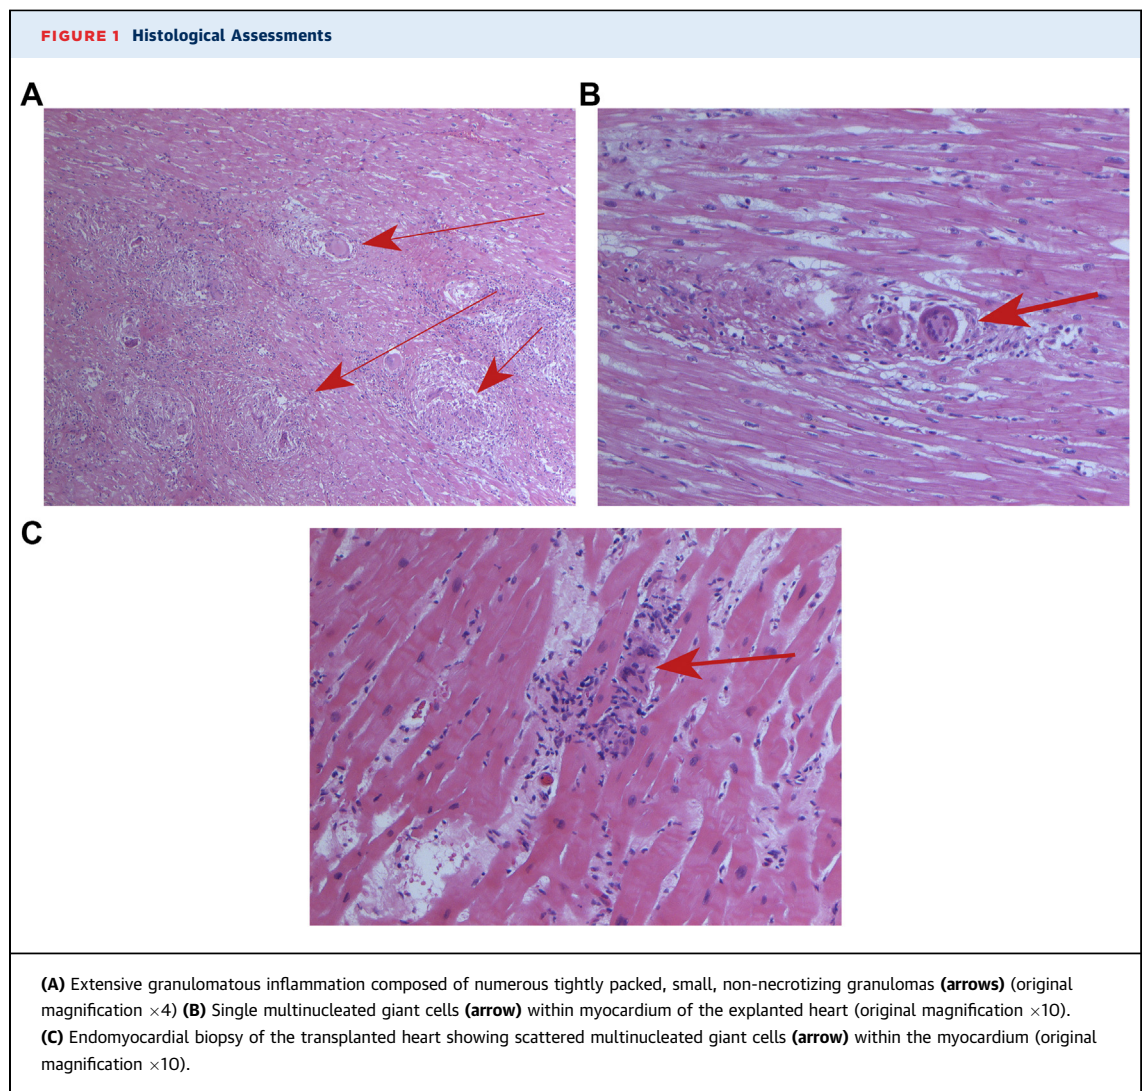 FIGURE 1 Histological Assessments
A
B
C
(A) Extensive granulomatous inflammation composed of numerous tightly packed, small, non-necrotizing granulomas (arrows) (original
magnification ×4) (B) Single multinucleated giant cells (arrow) within myocardium of the explanted heart (original magnification ×10).
(C) Endomyocardial biopsy of the transplanted heart showing scattered multinucleated giant cells (arrow) within the myocardium (original
magnification ×10).